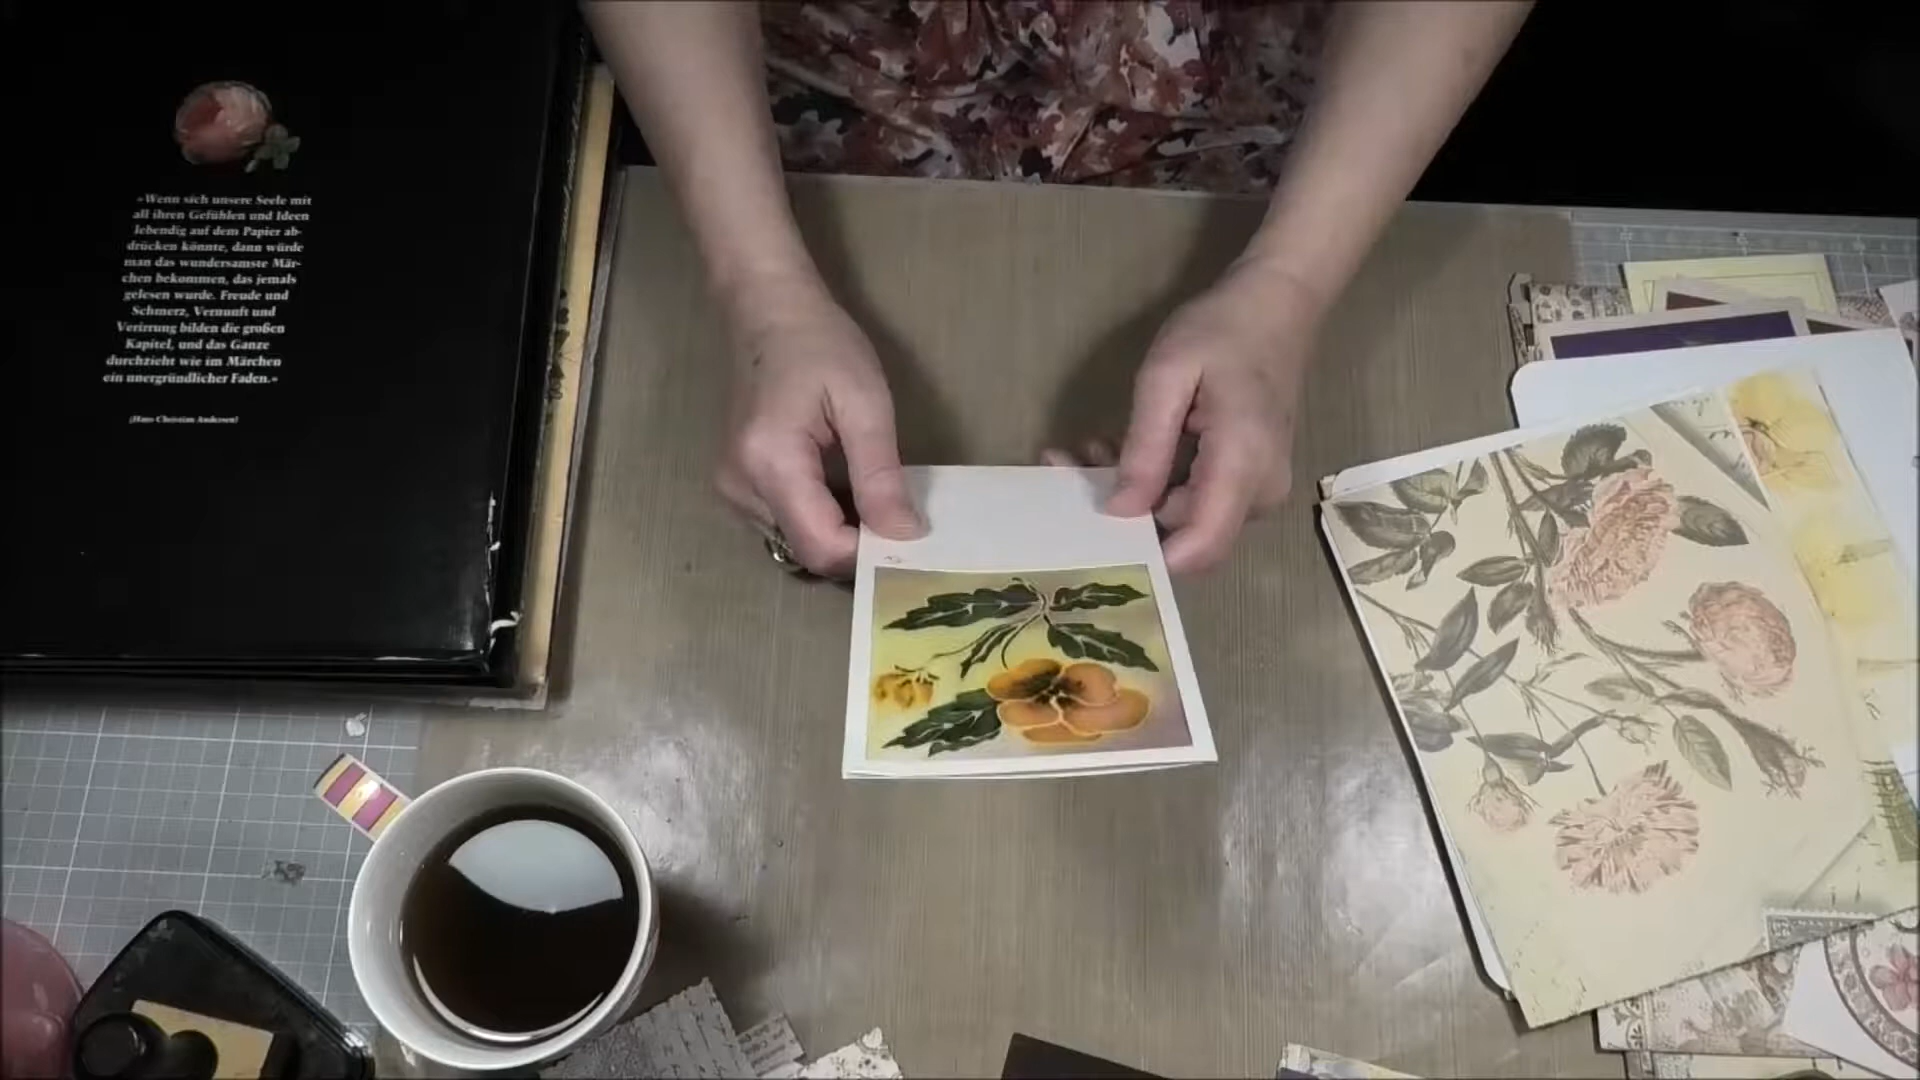 »Wenn sich unsere Seele mit
all ihren Gefühlen und Ideen
lebendig auf dem Papier ab-
drücken könnte, dann würde
man das wundersamste Mär-
chen bekommen, das jemals
gelesen wurde. Freude und
Schmerz, Vernunft und
Verirrung bilden die großen
Kapitel, und das Ganze
durchzieht wie im Märchen
ein unergründlicher Faden.«
(Hans Christian Andersen)